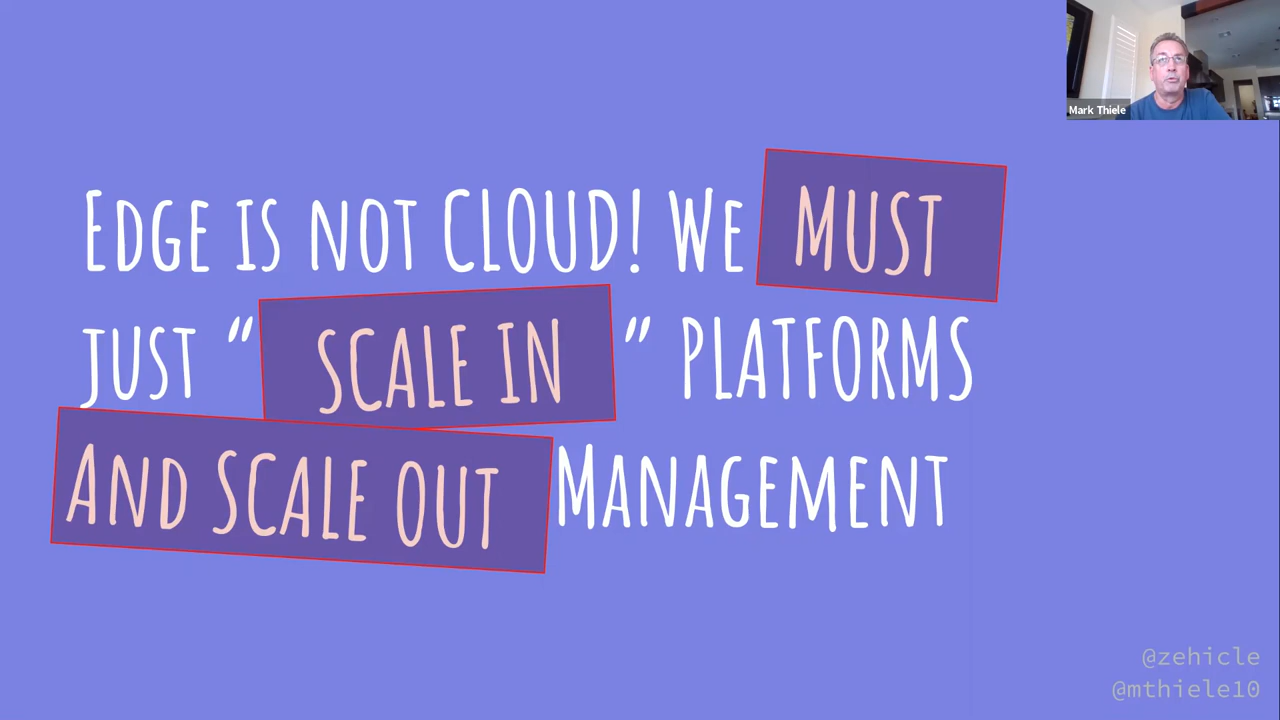 Mark Thiele
EDGE IS NOT CLOUD! WE MUST
JUST “ SCALE IN ” PLATFORMS
AND SCALE OUT MANAGEMENT
@zehicle
@mthiele10